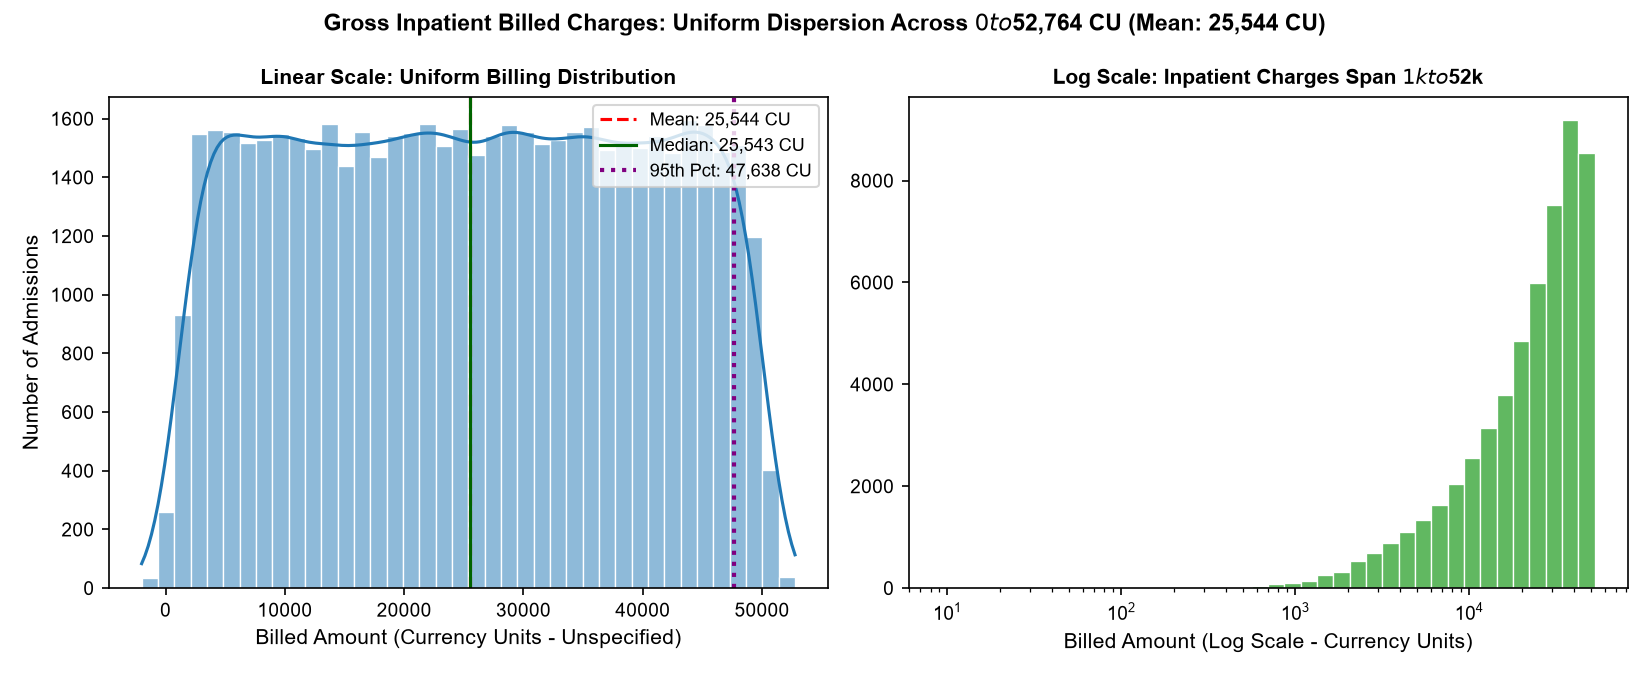 Gross Inpatient Billed Charges: Uniform Dispersion Across 0to52,764 CU (Mean: 25,544 CU)
Linear Scale: Uniform Billing Distribution
1600
1400
1200
1000
800
600
400
200
0
Number of Admissions
Mean: 25,544 CU
Median: 25,543 CU
95th Pct: 47,638 CU
0 10000 20000 30000 40000 50000
Billed Amount (Currency Units - Unspecified)
Log Scale: Inpatient Charges Span 1kto52k
8000
6000
4000
2000
0
10¹ 10² 10³ 10⁴
Billed Amount (Log Scale - Currency Units)